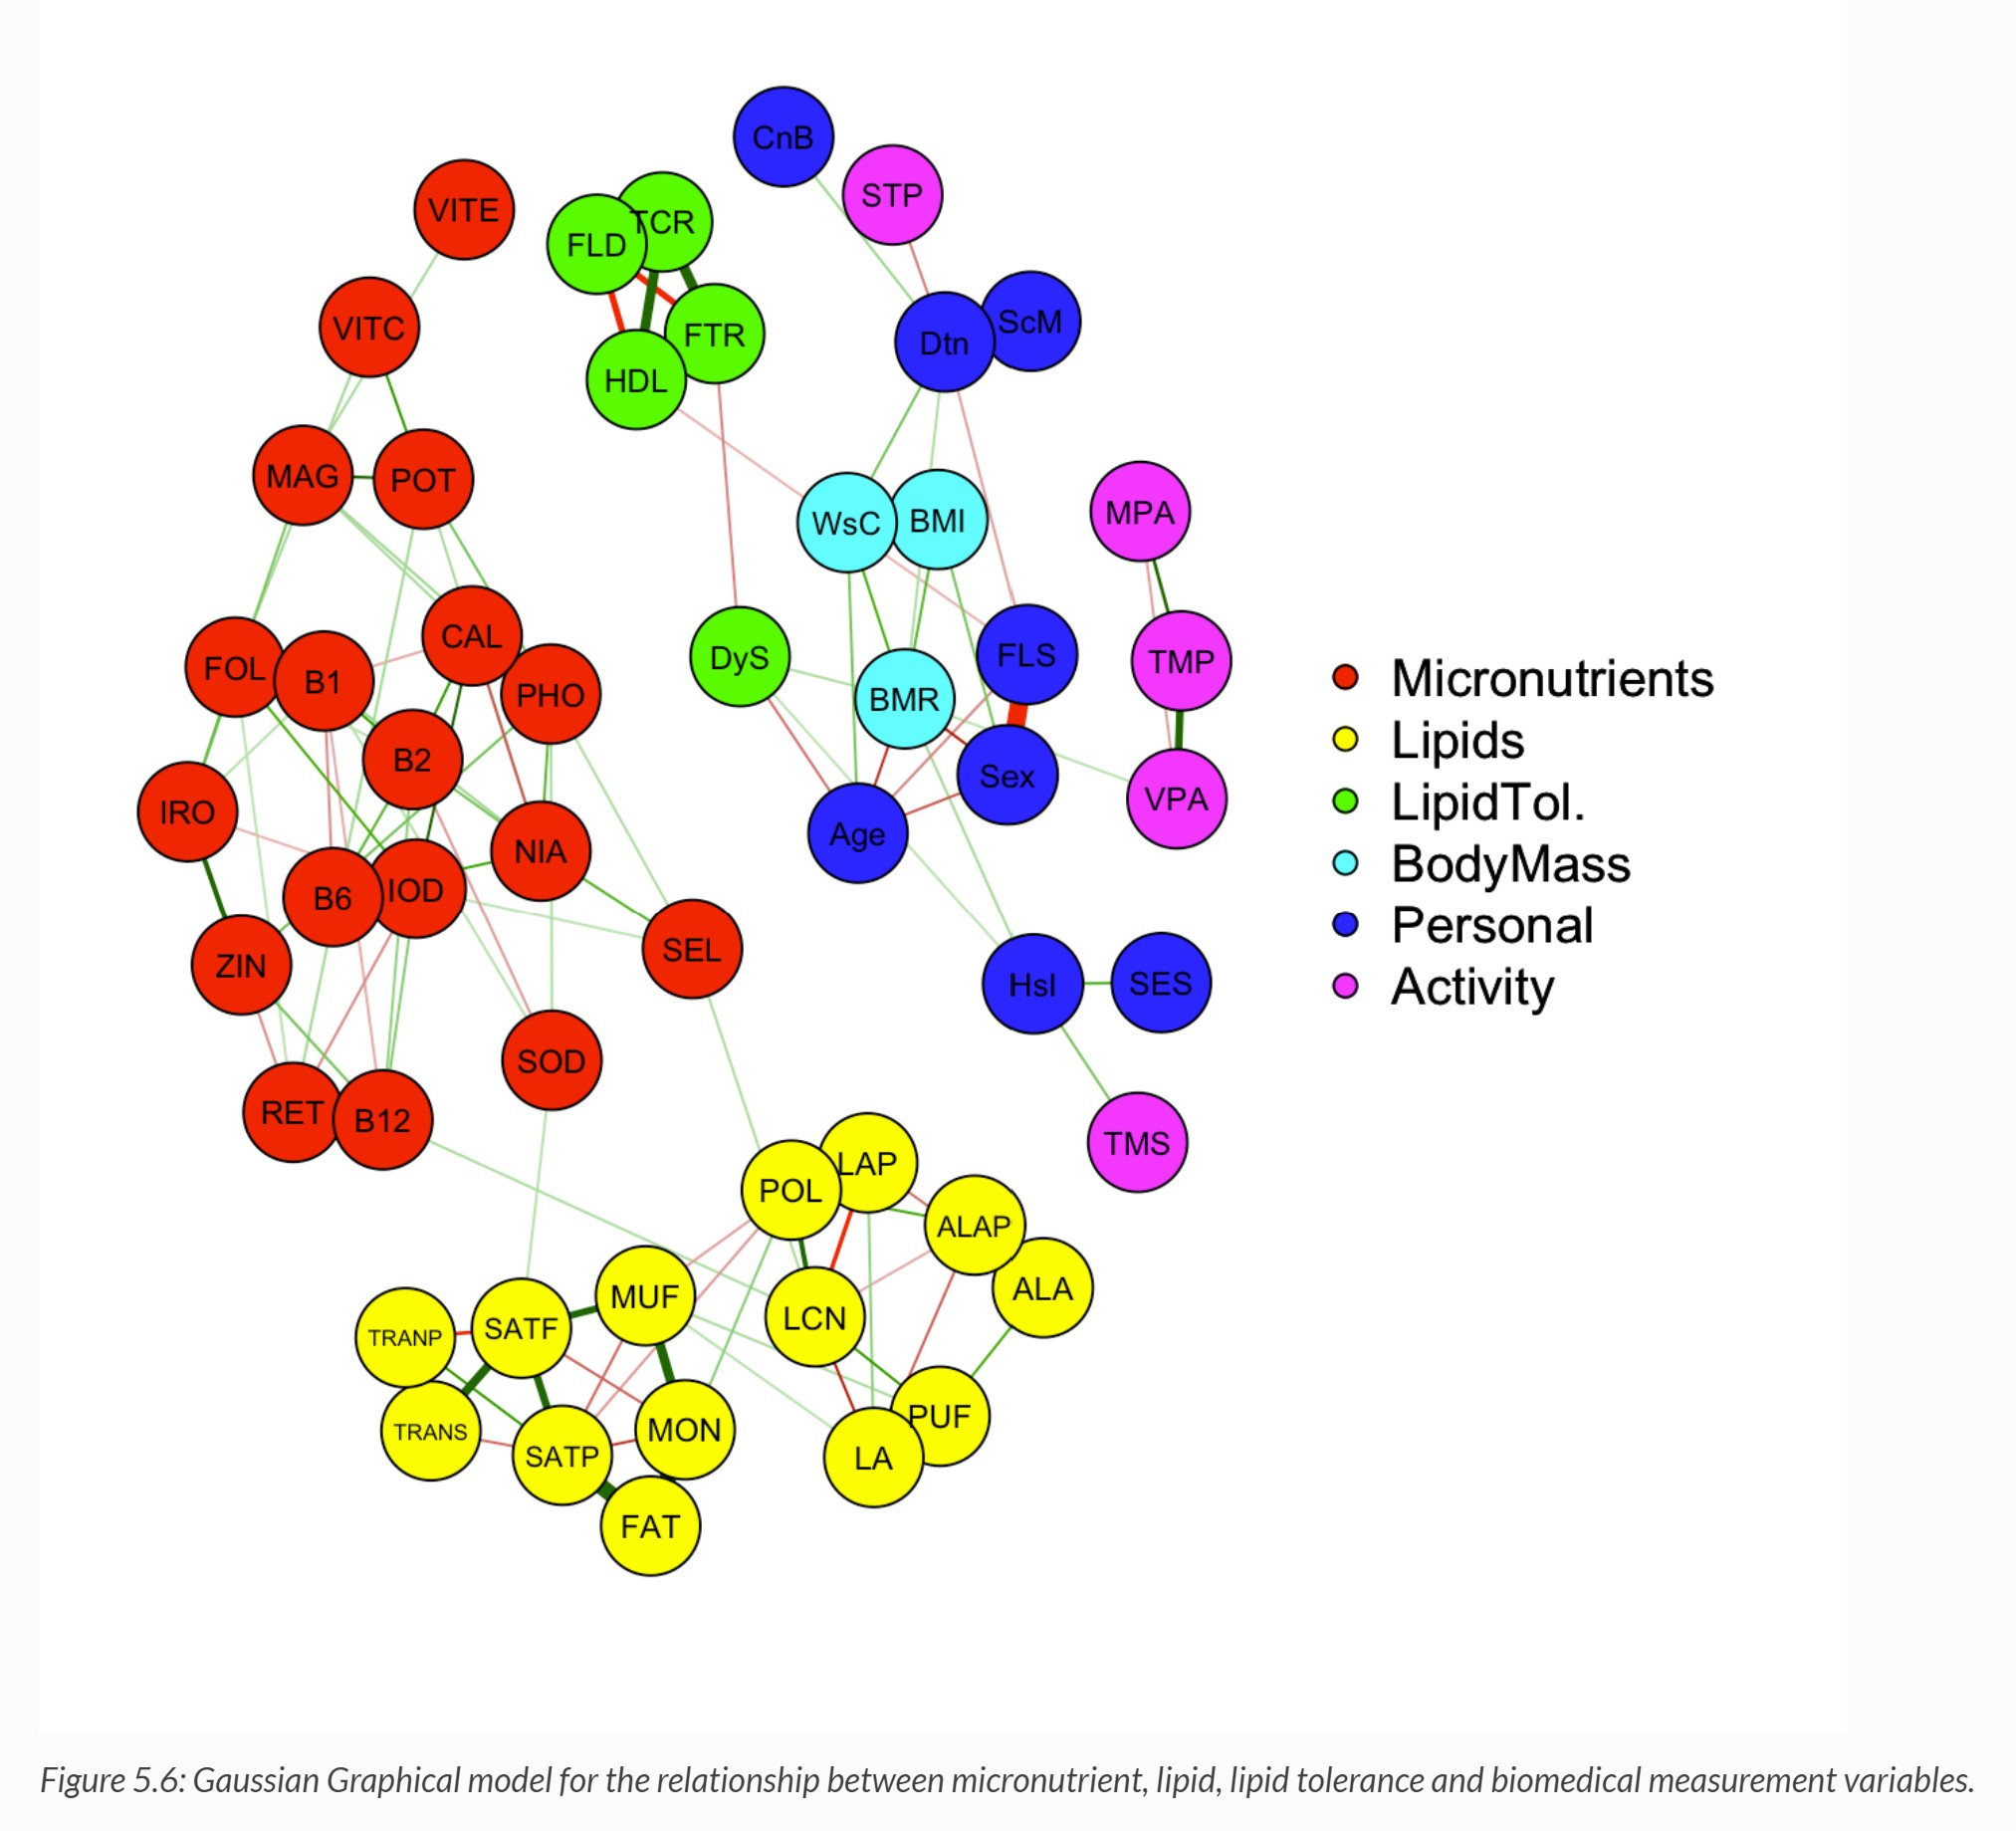 CnB
STP
VITE
TCR
FLD
VITC
FTR
ScM
Dtn
HDL
MAG
POT
WsC
BMI
MPA
CAL
FOL
B1
PHO
DyS
BMR
FLS
TMP
B2
Sex
VPA
IRO
NIA
Age
B6
IOD
SEL
ZIN
HsI
SES
SOD
RET
B12
TMS
POL
LAP
ALAP
MUF
LCN
ALA
TRANP
SATF
TRANS
SATP
MON
LA
PUF
FAT
Micronutrients
Lipids
LipidTol.
BodyMass
Personal
Activity
Figure 5.6: Gaussian Graphical model for the relationship between micronutrient, lipid, lipid tolerance and biomedical measurement variables.